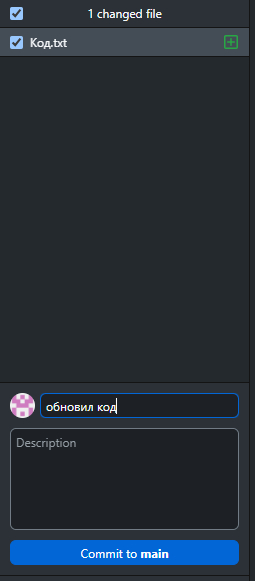 1 changed file
Код.txt
обновил код
Description
Commit to main